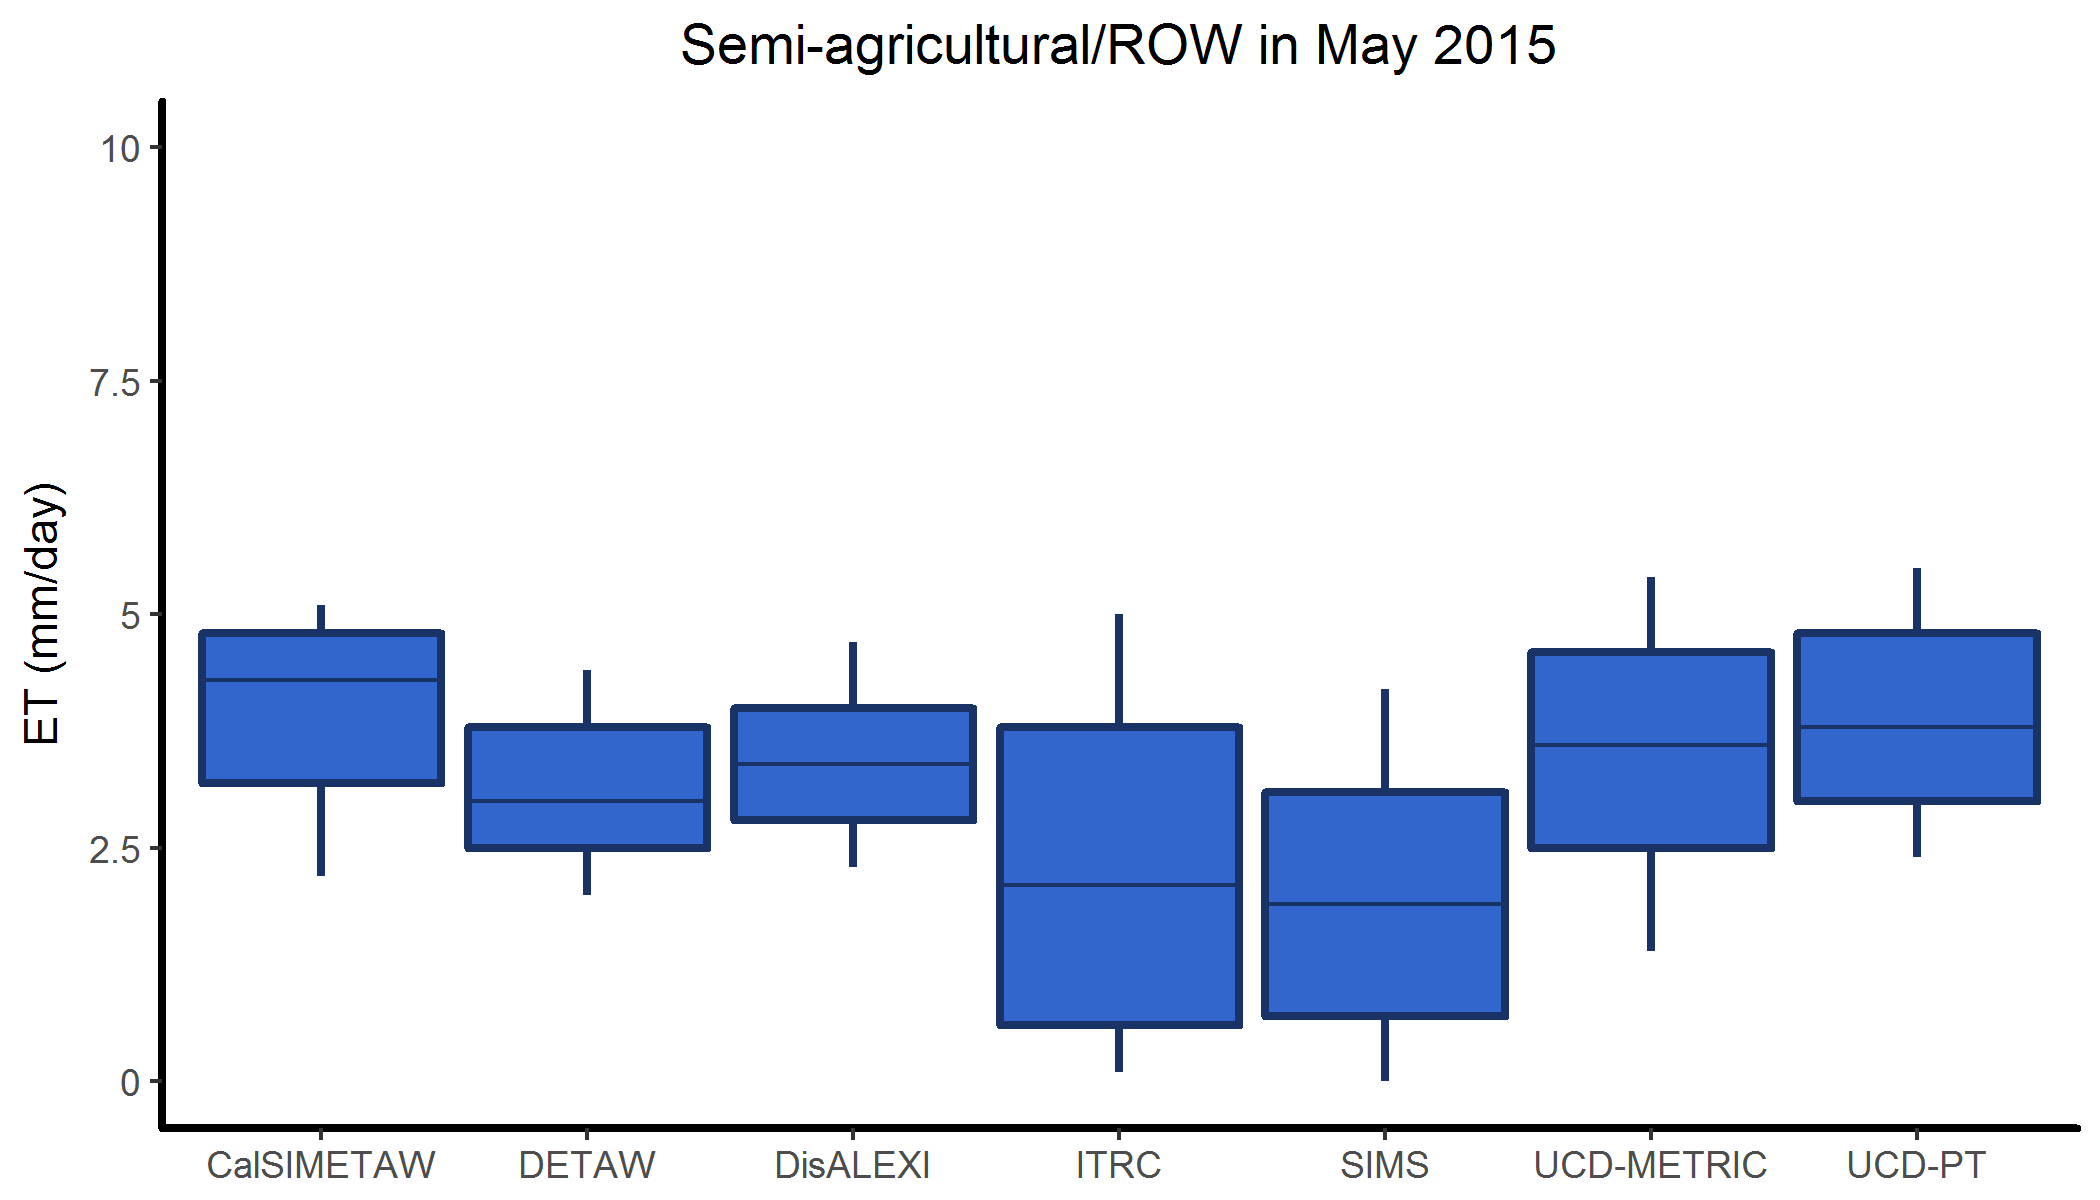 Semi-agricultural/ROW in May 2015
ET (mm/day)
10
7.5
5
2.5
0
CalSIMETAW DETAW DisALEXI ITRC SIMS UCD-METRIC UCD-PT